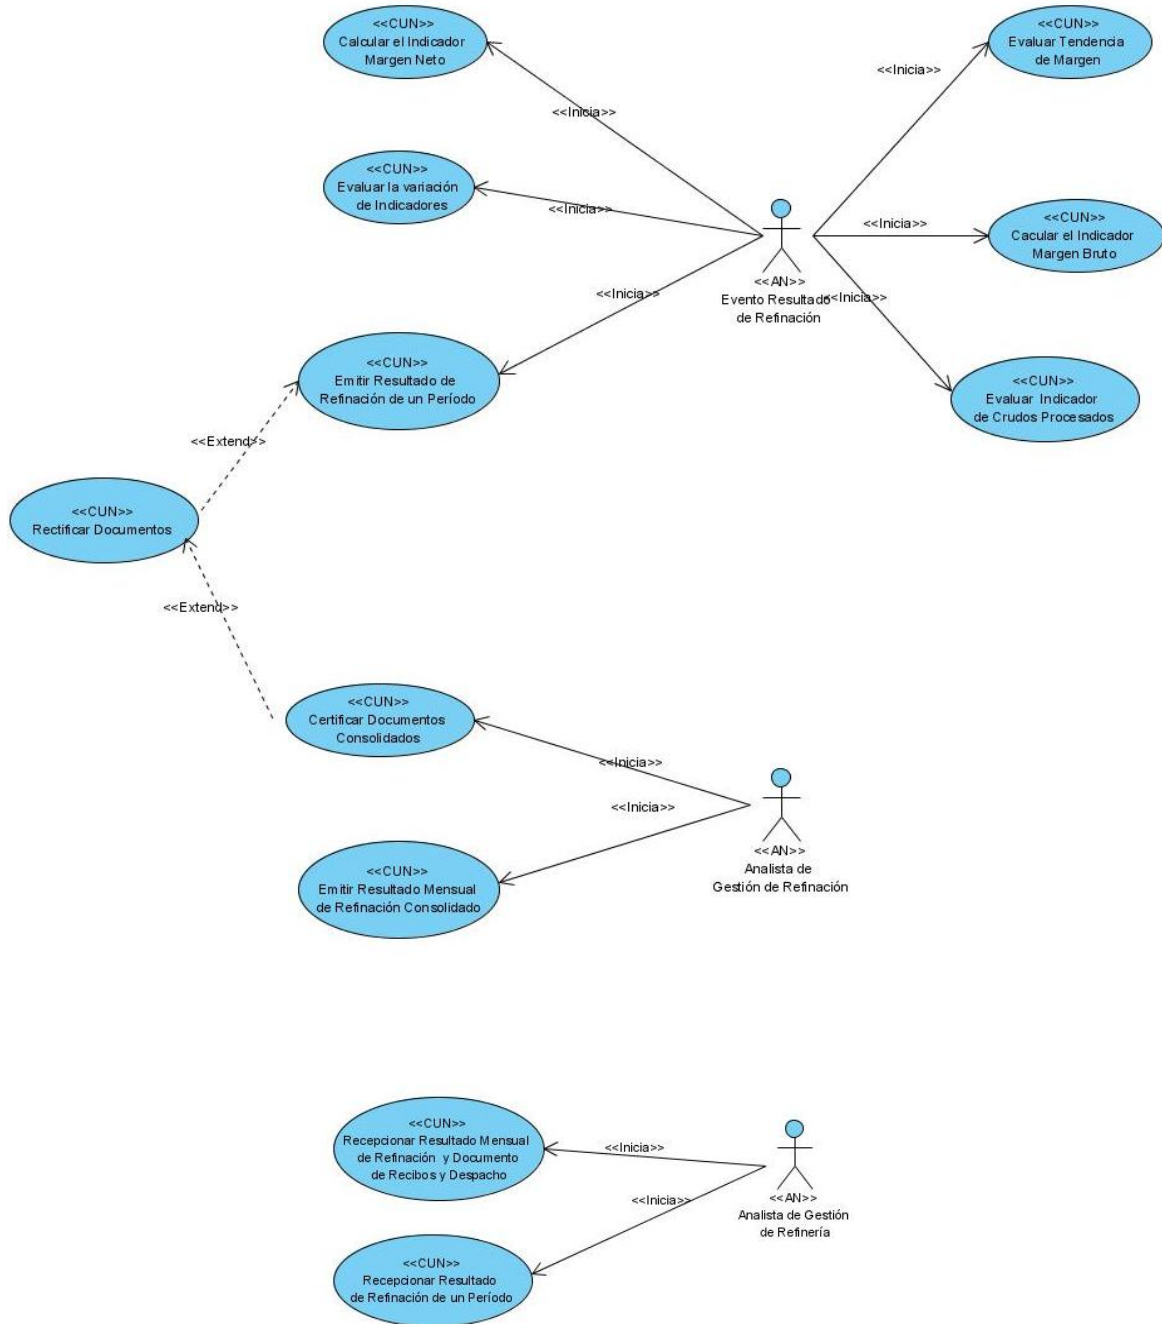 <<CUN>>
Calcular el Indicador
Margen Neto
<<CUN>>
Evaluar Tendencia
de Margen
<<Inicia>>
<<Inicia>>
<<CUN>>
Evaluar la variación
de Indicadores
<<Inicia>>
<<Inicia>>
<<CUN>>
Cacular el Indicador
Margen Bruto
<<AN>>
Evento Resultado
de Refinación
<<Inicia>>
<<Inicia>>
<<CUN>>
Emitir Resultado de
Refinación de un Período
<<CUN>>
Evaluar Indicador
de Crudos Procesados
<<Extend>>
<<CUN>>
Rectificar Documentos
<<Extend>>
<<CUN>>
Certificar Documentos
Consolidados
<<Inicia>>
<<Inicia>>
<<AN>>
Analista de
Gestión de Refinación
<<CUN>>
Emitir Resultado Mensual
de Refinación Consolidado
<<CUN>>
Recepcionar Resultado Mensual
de Refinación y Documento
de Recibos y Despacho
<<Inicia>>
<<Inicia>>
<<AN>>
Analista de Gestión
de Refinería
<<CUN>>
Recepcionar Resultado
de Refinación de un Período